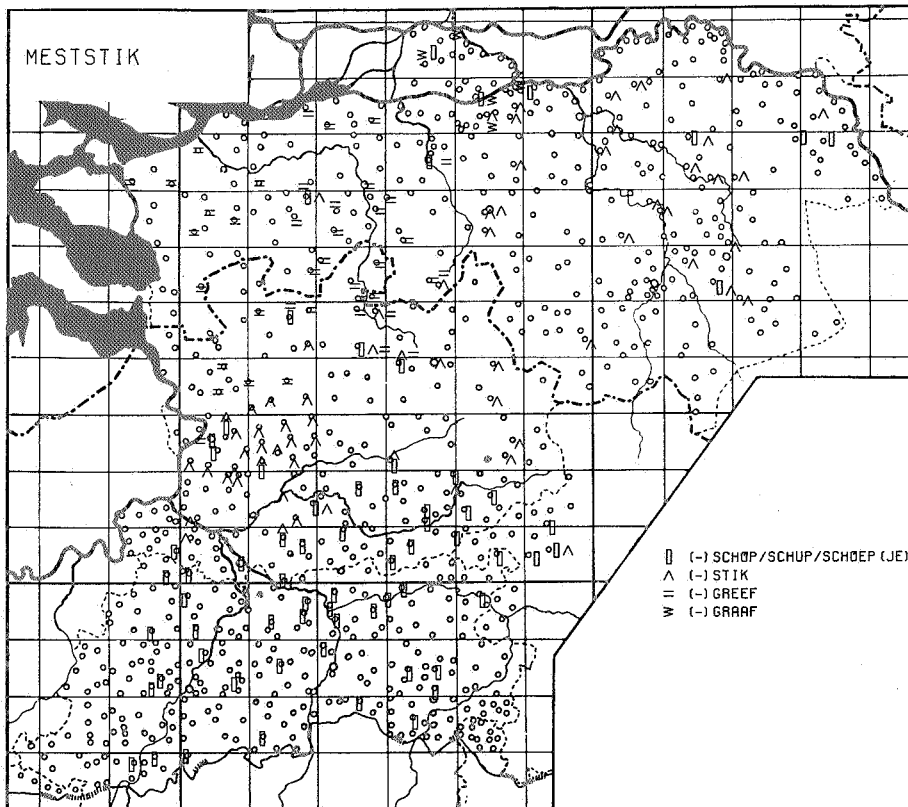 MESTSTIK
(-) SCHOP/SCHUP/SCHOEP (JE)
(-) STIK
(-) GREEF
(-) GRAAF